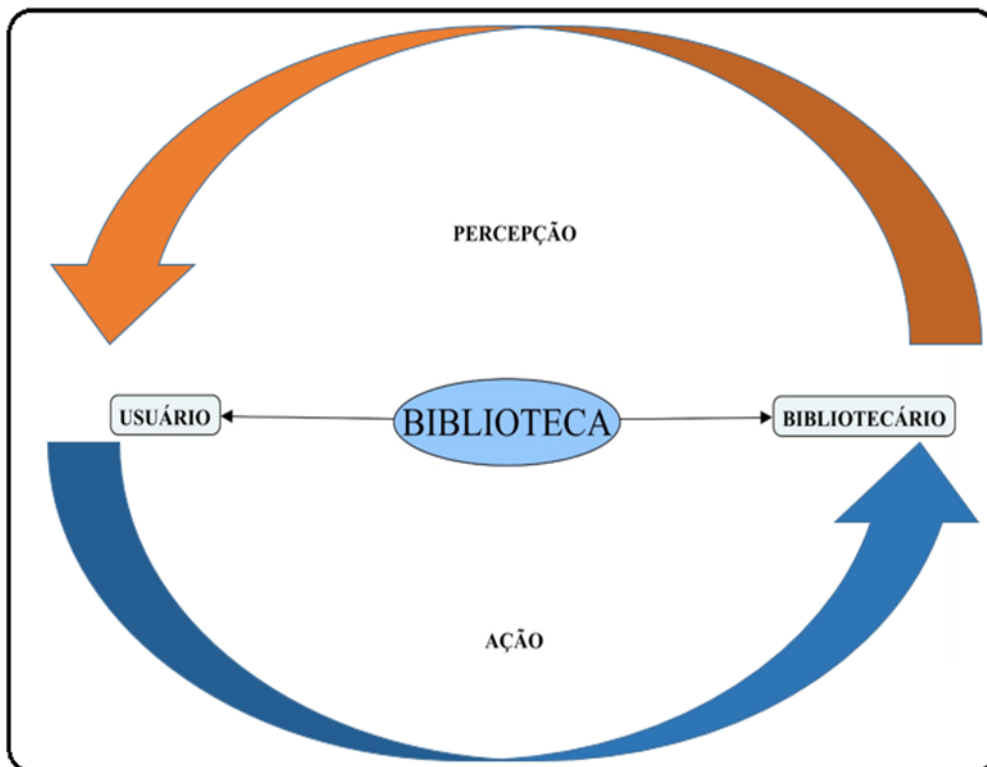 PERCEPÇÃO
USUÁRIO
BIBLIOTECA
BIBLIOTECÁRIO
AÇÃO